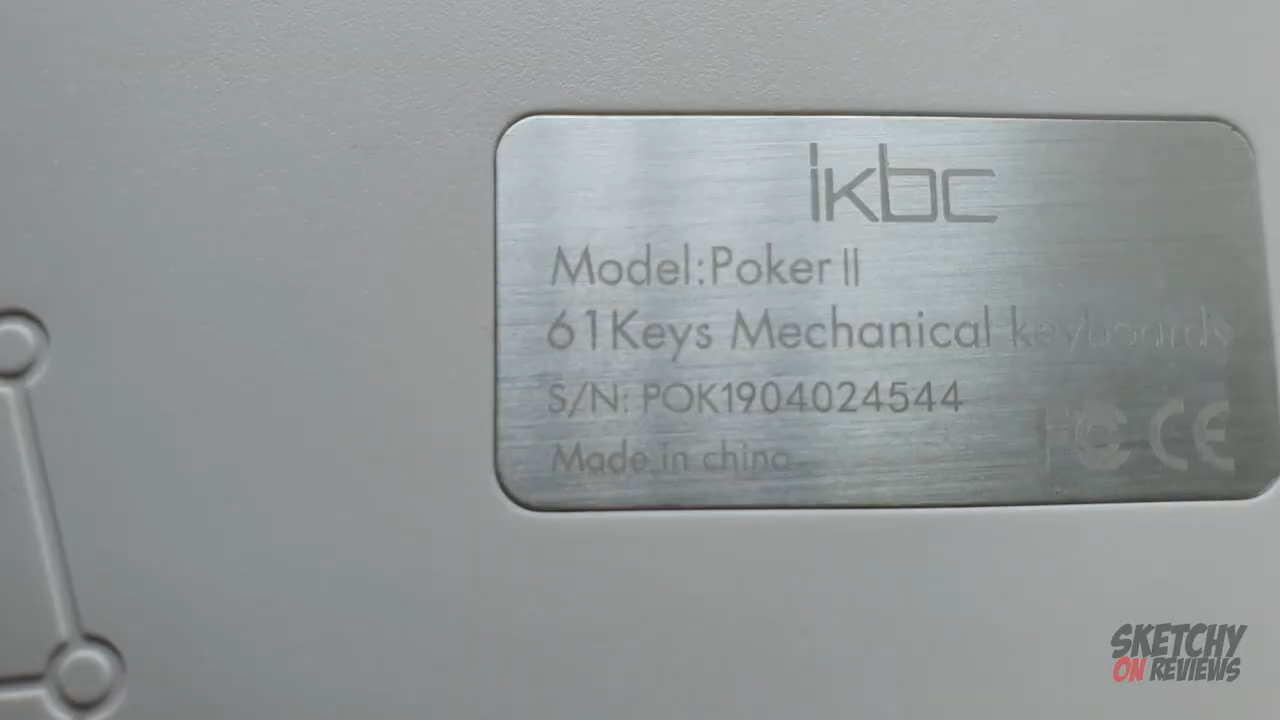 ikbc
Model:Poker II
61Keys Mechanical keyboards
S/N: POK1904024544
Made in china
FC CE
SKETCHY
ON REVIEWS